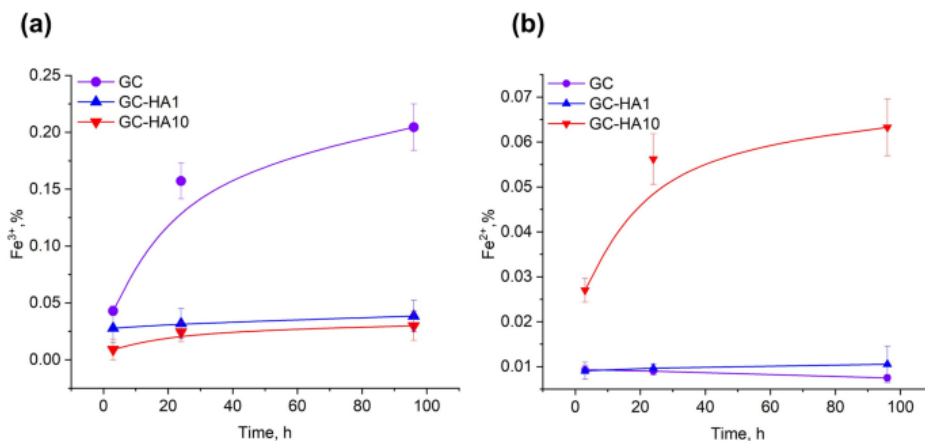 (a)
0.25
0.20
0.15
0.10
0.05
0.00
Fe³⁺,%
GC
GC-HA1
GC-HA10
0 20 40 60 80 100
Time, h
(b)
0.07
0.06
0.05
0.04
0.03
0.02
0.01
Fe²⁺,%
GC
GC-HA1
GC-HA10
0 20 40 60 80 100
Time, h